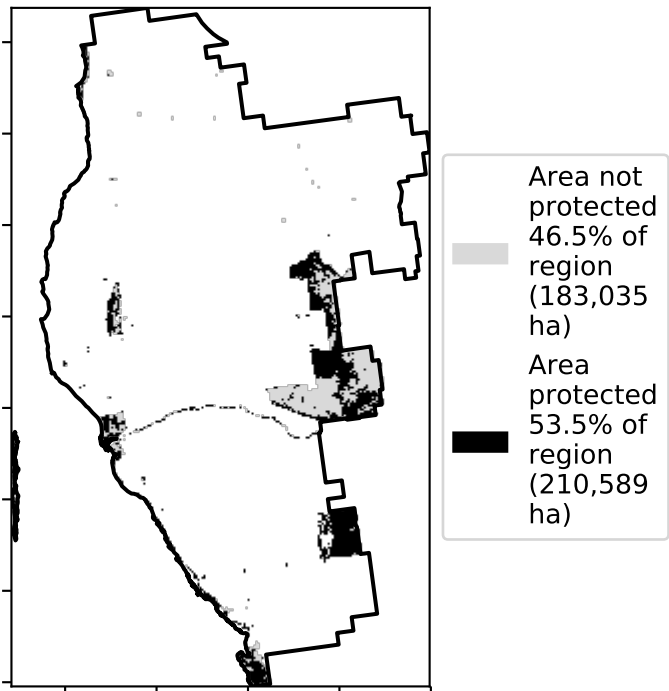 Area not
protected
46.5% of
region
(183,035
ha)
Area
protected
53.5% of
region
(210,589
ha)